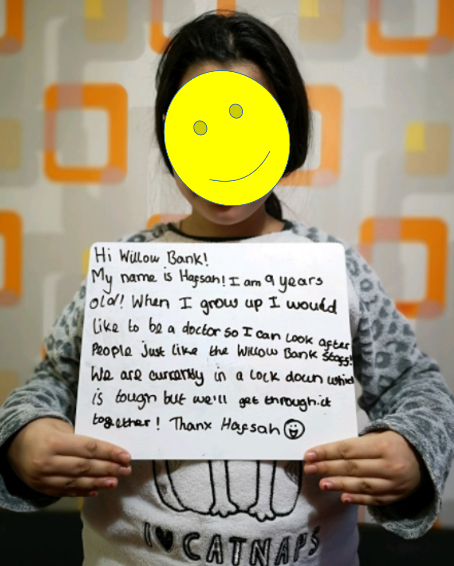 Hi Willow Bank!
My name is Hafsah! I am 9 years
old! When I grow up I would
like to be a doctor so I can look after
People just like the Willow Bank staff!
We are currently in a lock down which
is tough but we'll get through it
together! Thanx Hafsah
I ♥ CATNAPS